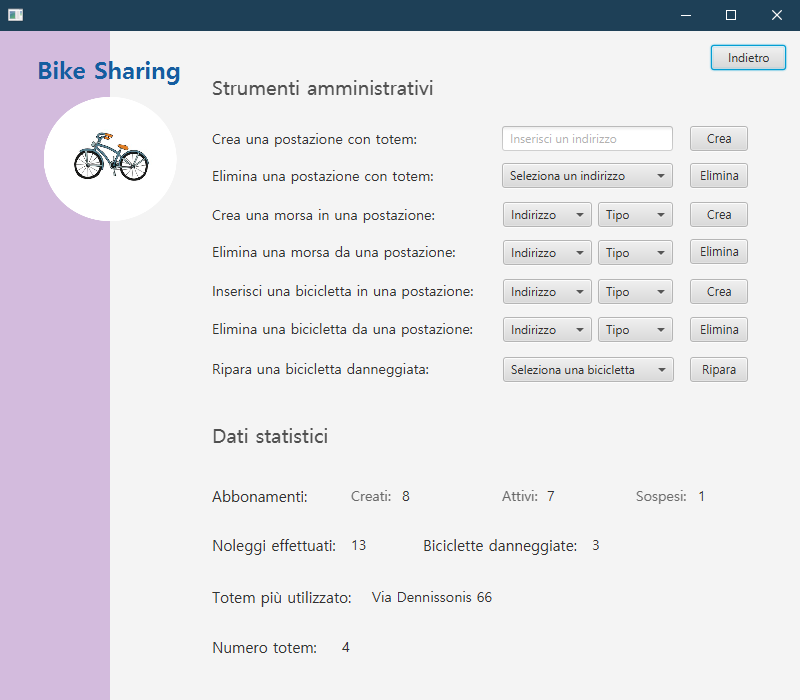 Indietro
Bike Sharing
Strumenti amministrativi
Crea una postazione con totem: Inserisci un indirizzo Crea
Elimina una postazione con totem: Seleziona un indirizzo Elimina
Crea una morsa in una postazione: Indirizzo Tipo Crea
Elimina una morsa da una postazione: Indirizzo Tipo Elimina
Inserisci una bicicletta in una postazione: Indirizzo Tipo Crea
Elimina una bicicletta da una postazione: Indirizzo Tipo Elimina
Ripara una bicicletta danneggiata: Seleziona una bicicletta Ripara
Dati statistici
Abbonamenti: Creati: 8 Attivi: 7 Sospesi: 1
Noleggi effettuati: 13 Biciclette danneggiate: 3
Totem più utilizzato: Via Dennissonis 66
Numero totem: 4